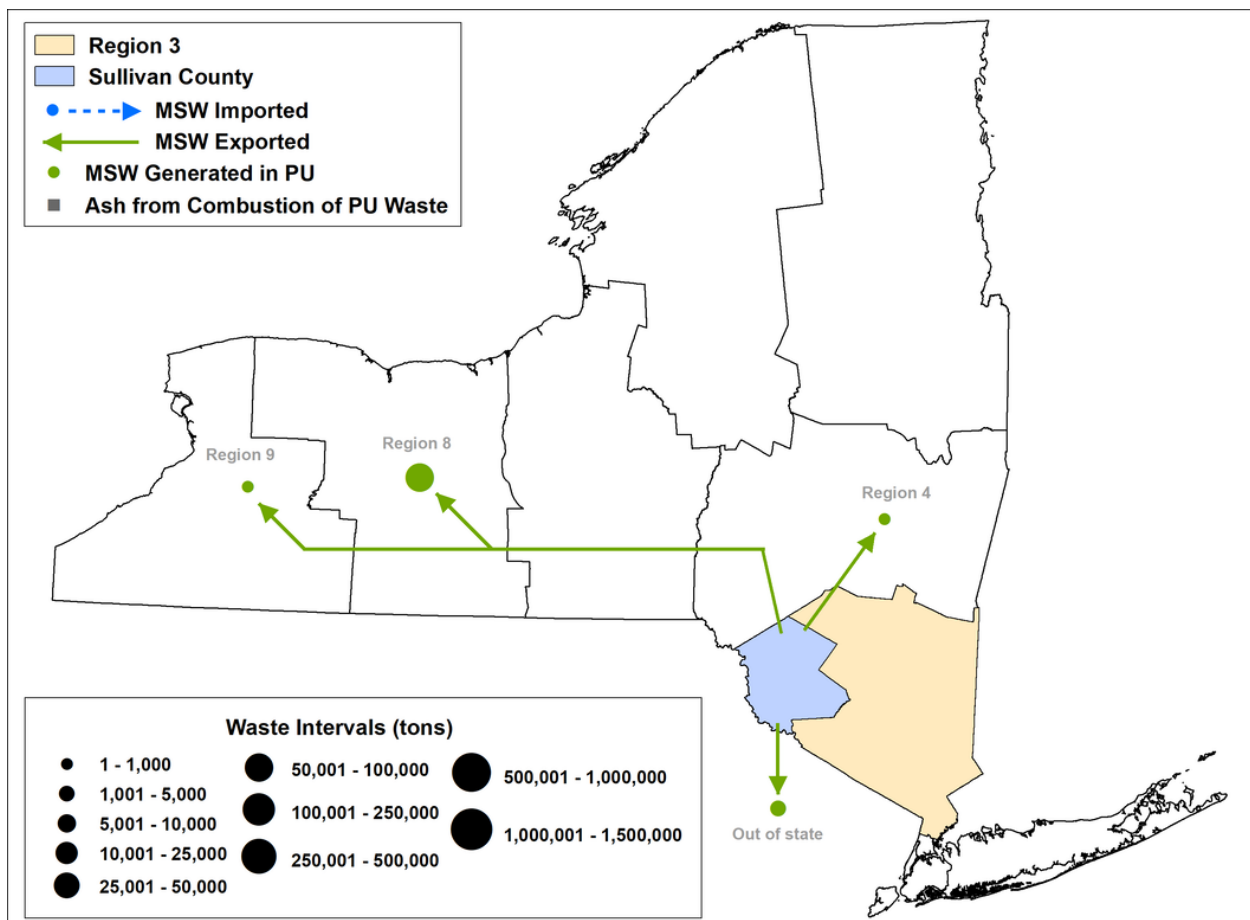 Region 3
Sullivan County
MSW Imported
MSW Exported
MSW Generated in PU
Ash from Combustion of PU Waste
Region 9
Region 8
Region 4
Out of state
Waste Intervals (tons)
1 - 1,000
1,001 - 5,000
5,001 - 10,000
10,001 - 25,000
25,001 - 50,000
50,001 - 100,000
100,001 - 250,000
250,001 - 500,000
500,001 - 1,000,000
1,000,001 - 1,500,000